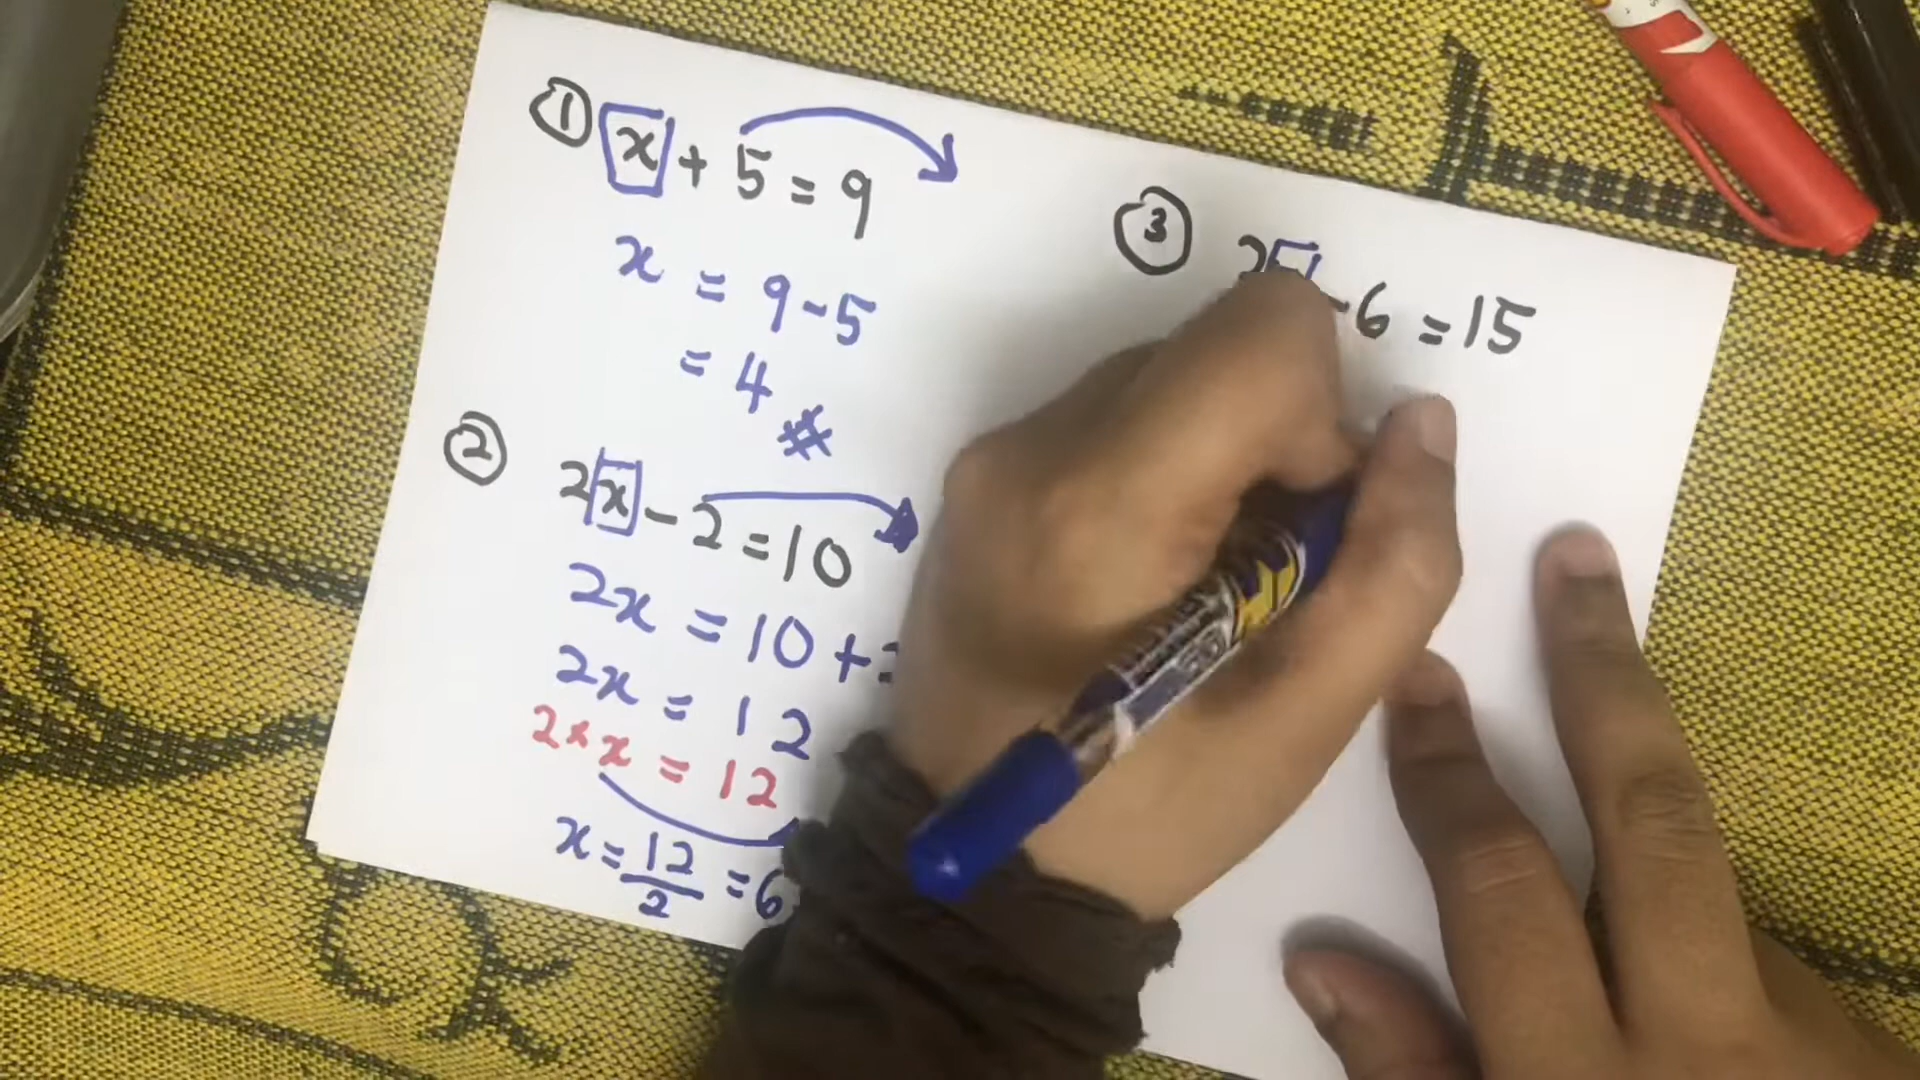 ① x + 5 = 9
x = 9 - 5
= 4
② 2x - 2 = 10
2x = 10 +
2x = 12
2 × x = 12
x = 12/2 = 6
③ 2 - 6 = 15